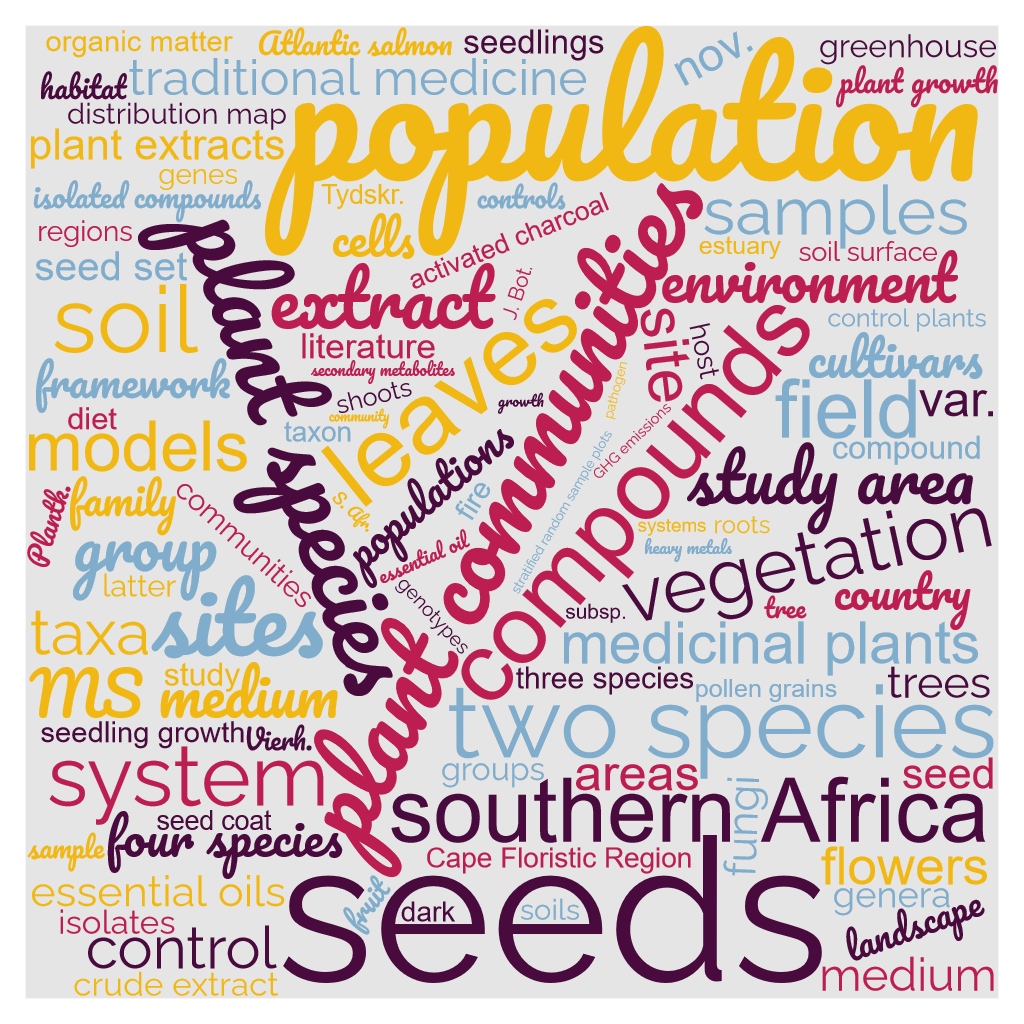 organic matter
Atlantic salmon
seedlings
nov.
greenhouse
habitat
traditional medicine
population
plant growth
distribution map
plant extracts
genes
isolated compounds
Tydskr.
controls
samples
regions
cells
activated charcoal
estuary
soil surface
seed set
plant species
extract
J. Bot.
plant communities
environment
soil
leaves
site
host
compounds
control plants
literature
secondary metabolites
framework
shoots
growth
pathogen
cultivars
diet
community
taxon
GHG emissions
field
var.
models
populations
stratified random sample plots
compound
Plantk.
family
communities
s. Afr.
fire
study area
group
essential oil
systems
roots
heavy metals
vegetation
latter
genotypes
subsp.
tree
country
taxa
sites
medicinal plants
MS medium
study
three species
pollen grains
trees
seedling growth
Vierh.
two species
system
groups
areas
seed
seed coat
southern Africa
fungi
sample
four species
Cape Floristic Region
flowers
essential oils
fruit
seeds
genera
isolates
dark
soils
landscape
control
crude extract
medium